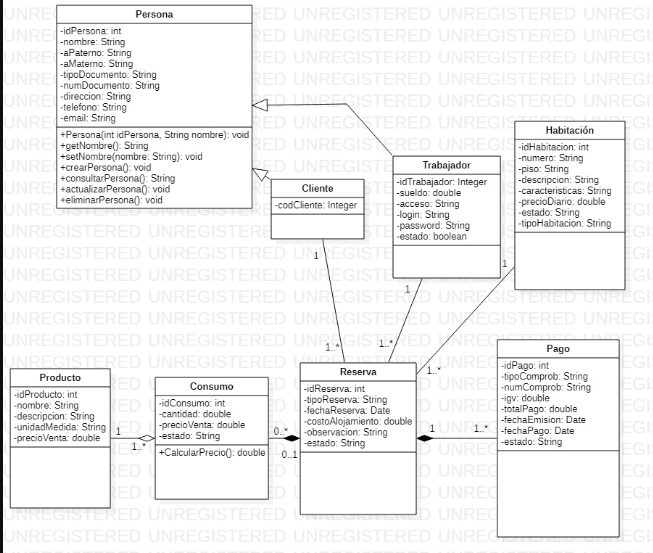 Persona
-idPersona: int
-nombre: String
-aPaterno: String
-aMaterno: String
-tipoDocumento: String
-numDocumento: String
-direccion: String
-telefono: String
-email: String
+Persona(int idPersona, String nombre): void
+getNombre(): String
+setNombre(nombre: String): void
+crearPersona(): void
+consultarPersona(): String
+actualizarPersona(): void
+eliminarPersona(): void
Cliente
-codCliente: Integer
Trabajador
-idTrabajador: Integer
-sueldo: double
-acceso: String
-login: String
-password: String
-estado: boolean
Habitación
-idHabitacion: int
-numero: String
-piso: String
-descripcion: String
-caracteristicas: String
-precioDiario: double
-estado: String
-tipoHabitacion: String
1
1..*
1
1..*
1
1..*
Producto
-idProducto: int
-nombre: String
-descripcion: String
-unidadMedida: String
-precioVenta: double
1
1..*
Consumo
-idConsumo: int
-cantidad: double
-precioVenta: double
-estado: String
+CalcularPrecio(): double
0..*
0..1
Reserva
-idReserva: int
-tipoReserva: String
-fechaReserva: Date
-costoAlojamiento: double
-observacion: String
-estado: String
1
1..*
Pago
-idPago: int
-tipoComprob: String
-numComprob: String
-igv: double
-totalPago: double
-fechaEmision: Date
-fechaPago: Date
-estado: String
UNREGISTERED